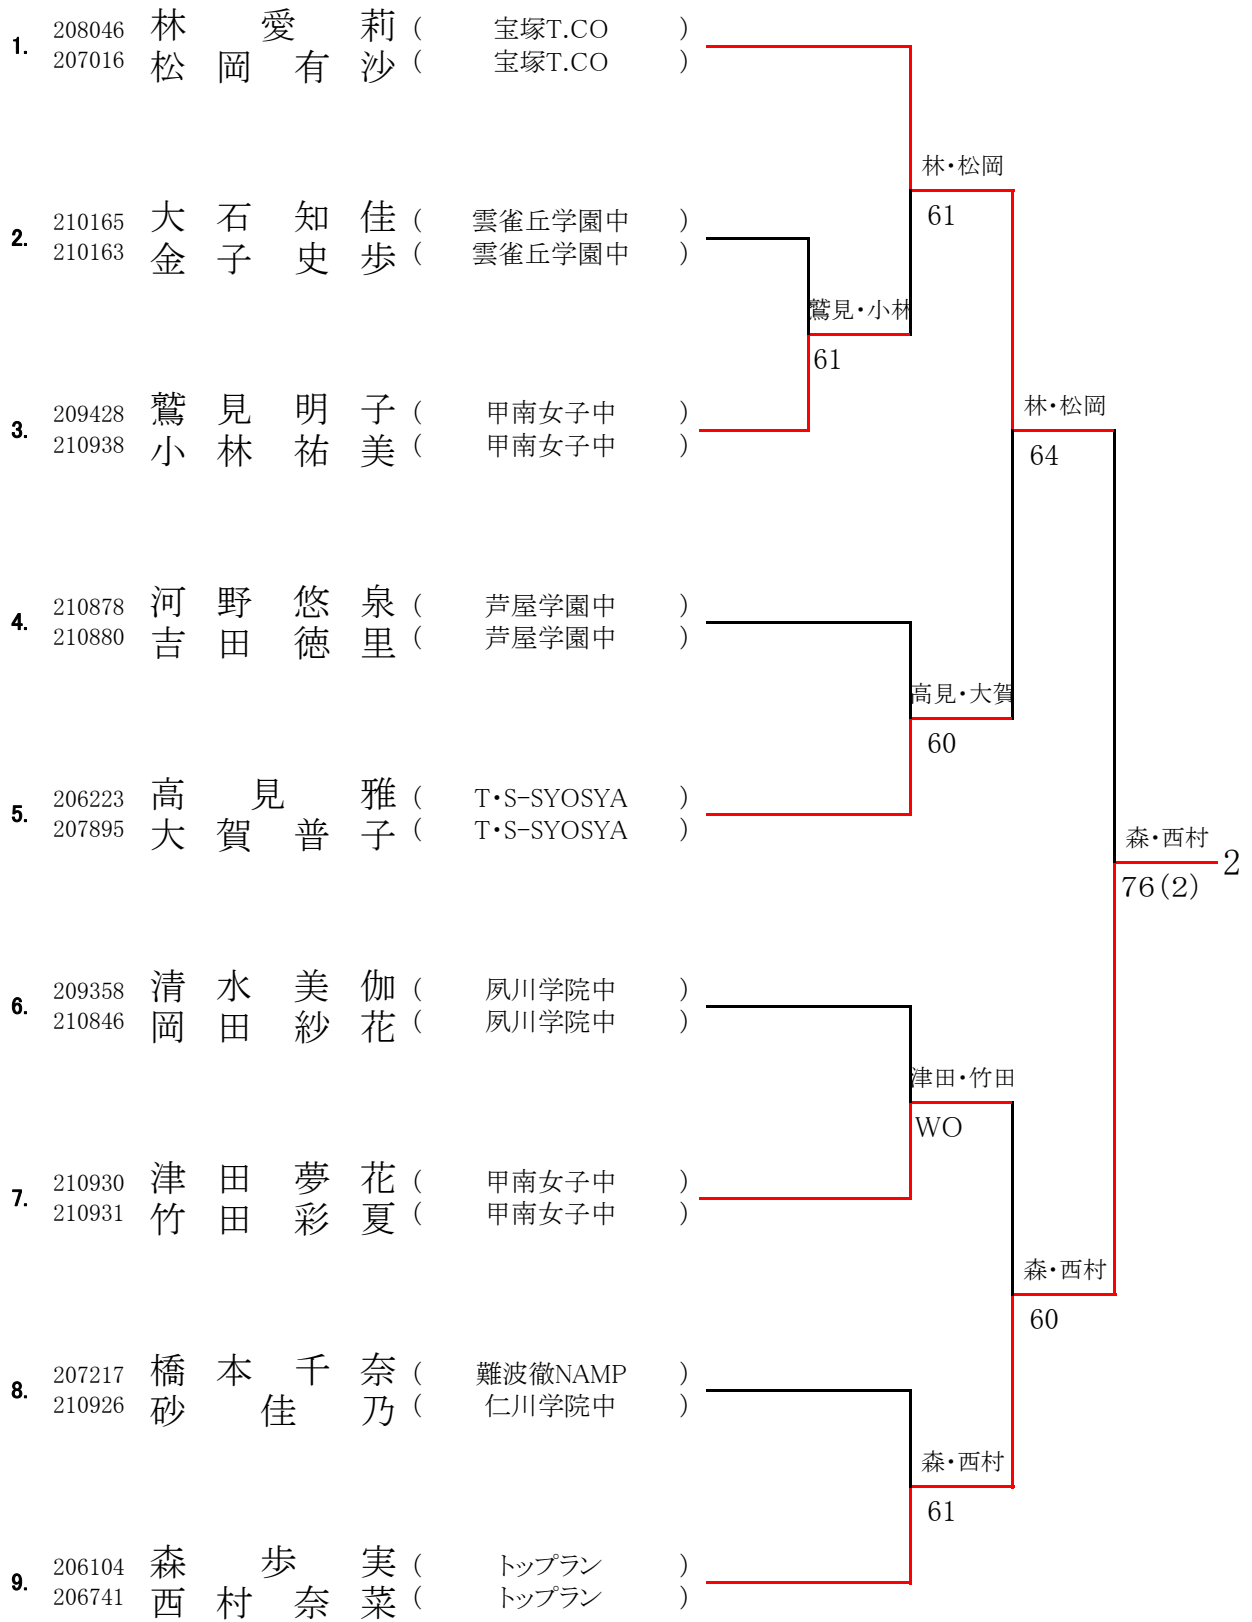 1. 208046 林 愛 莉 ( 宝塚T.CO )
207016 松 岡 有 沙 ( 宝塚T.CO )
林・松岡
61
2. 210165 大 石 知 佳 ( 雲雀丘学園中 )
210163 金 子 史 歩 ( 雲雀丘学園中 )
鷲見・小林
61
3. 209428 鷲 見 明 子 ( 甲南女子中 )
210938 小 林 祐 美 ( 甲南女子中 )
林・松岡
64
4. 210878 河 野 悠 泉 ( 芦屋学園中 )
210880 吉 田 徳 里 ( 芦屋学園中 )
高見・大賀
60
5. 206223 高 見 雅 ( T・S-SYOSYA )
207895 大 賀 普 子 ( T・S-SYOSYA )
森・西村
2
76(2)
6. 209358 清 水 美 伽 ( 夙川学院中 )
210846 岡 田 紗 花 ( 夙川学院中 )
津田・竹田
WO
7. 210930 津 田 夢 花 ( 甲南女子中 )
210931 竹 田 彩 夏 ( 甲南女子中 )
森・西村
60
8. 207217 橋 本 千 奈 ( 難波徹NAMP )
210926 砂 佳 乃 ( 仁川学院中 )
森・西村
61
9. 206104 森 歩 実 ( トップラン )
206741 西 村 奈 菜 ( トップラン )